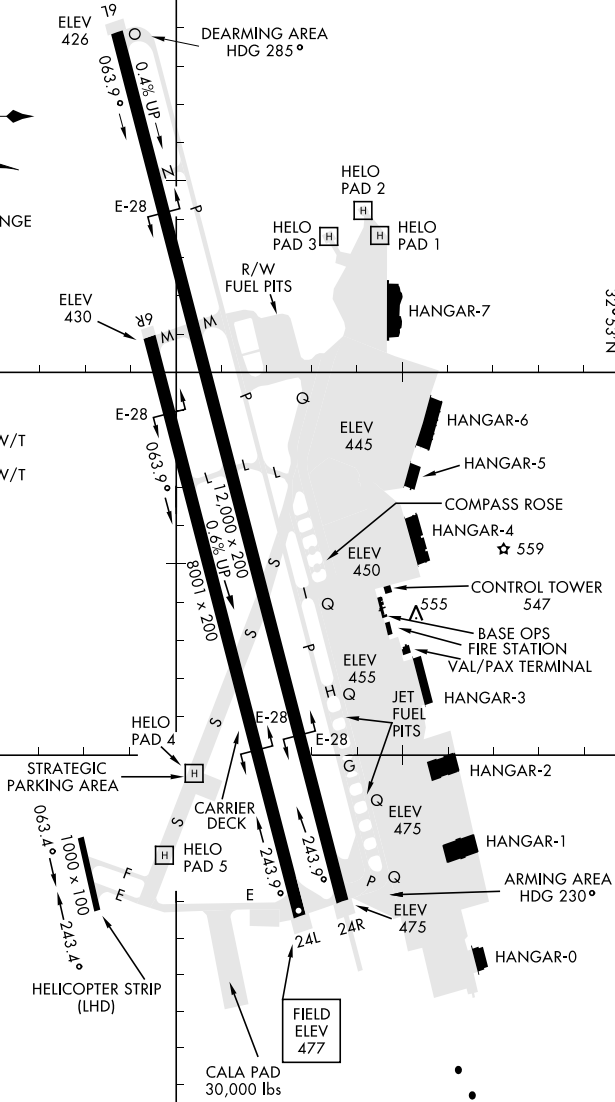 6L
ELEV
426
O
DEARMING AREA
HDG 285°
063.9°
0.4% UP
Z
P
E-28
NGE
HELO
PAD 2
H
HELO
PAD 3
H
H
HELO
PAD 1
R/W
FUEL PITS
ELEV
430
6R
W
W
HANGAR-7
32°53'N
P
Q
E-28
W/T
W/T
ELEV
445
HANGAR-6
HANGAR-5
063.9°
L
L
L
12,000 x 200
0.6% UP
8001 x 200
COMPASS ROSE
HANGAR-4
559
ELEV
450
S
I
Q
CONTROL TOWER
547
555
BASE OPS
FIRE STATION
VAL/PAX TERMINAL
S
P
ELEV
455
H
Q
HANGAR-3
JET
FUEL
PITS
S
E-28
E-28
HELO
PAD 4
H
STRATEGIC
PARKING AREA
CARRIER
DECK
G
HANGAR-2
Q
ELEV
475
S
063.4°
1000 x 100
243.4°
H
HELO
PAD 5
243.9°
243.9°
HANGAR-1
F
E
E
P
Q
ARMING AREA
HDG 230°
ELEV
475
24L
24R
HANGAR-0
HELICOPTER STRIP
(LHD)
FIELD
ELEV
477
CALA PAD
30,000 lbs